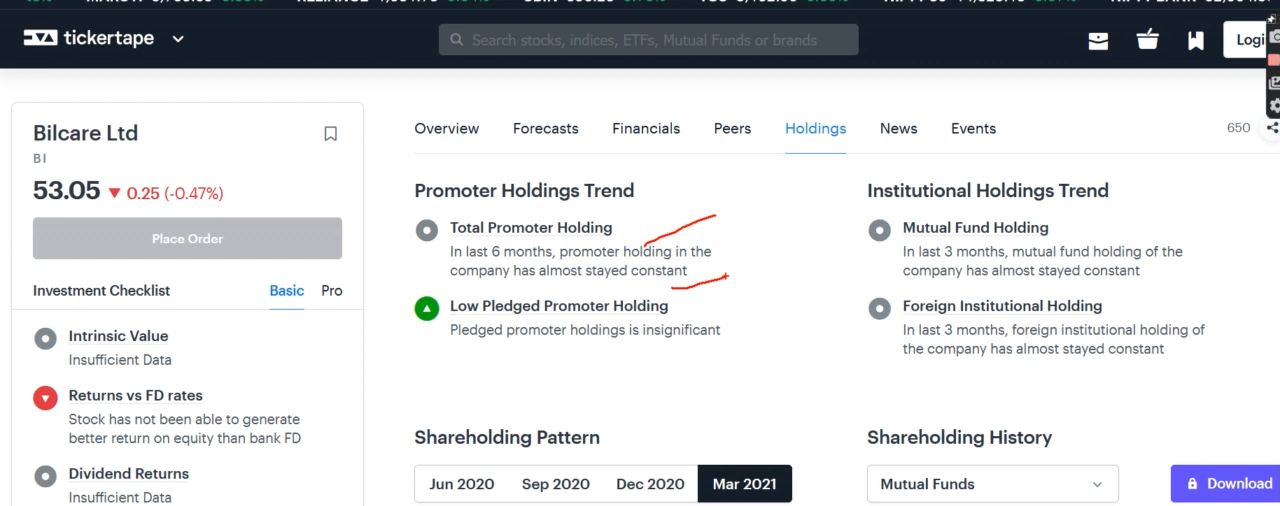 tickertape
Search stocks, indices, ETFs, Mutual Funds or brands
Logi
Bilcare Ltd
BI
53.05 ▼ 0.25 (-0.47%)
Place Order
Investment Checklist Basic Pro
Intrinsic Value
Insufficient Data
Returns vs FD rates
Stock has not been able to generate
better return on equity than bank FD
Dividend Returns
Insufficient Data
Overview Forecasts Financials Peers Holdings News Events 650
Promoter Holdings Trend
Total Promoter Holding
In last 6 months, promoter holding in the
company has almost stayed constant
Low Pledged Promoter Holding
Pledged promoter holdings is insignificant
Institutional Holdings Trend
Mutual Fund Holding
In last 3 months, mutual fund holding of the
company has almost stayed constant
Foreign Institutional Holding
In last 3 months, foreign institutional holding of
the company has almost stayed constant
Shareholding Pattern
Jun 2020 Sep 2020 Dec 2020 Mar 2021
Shareholding History
Mutual Funds
Download